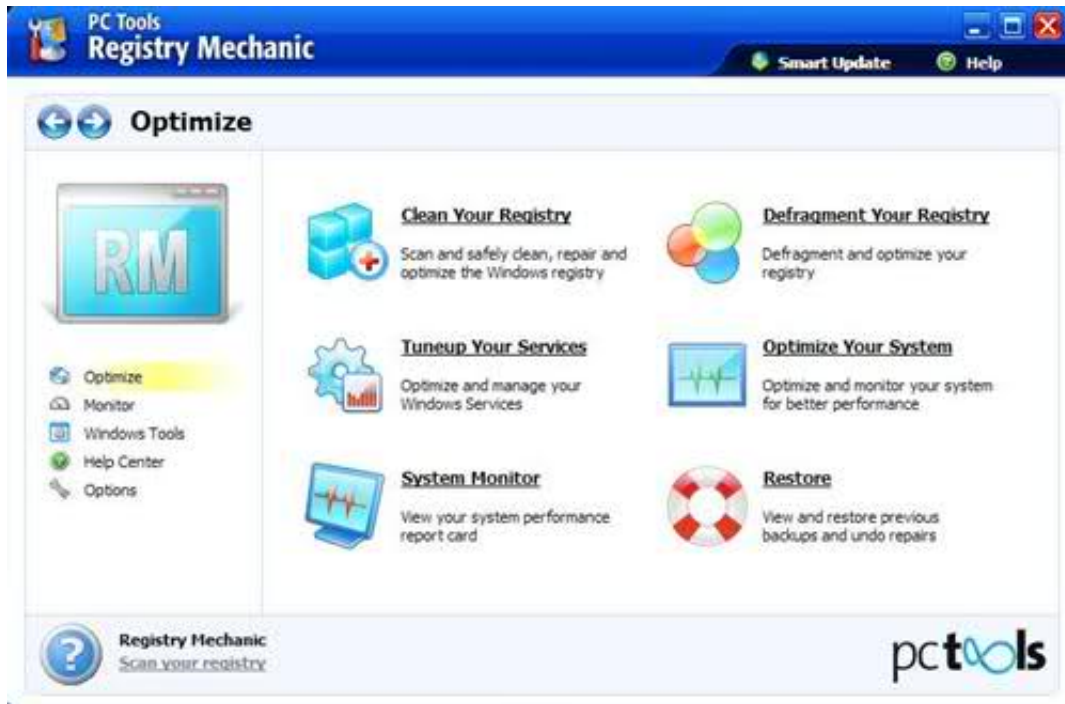 PC Tools
Registry Mechanic
Smart Update
Help
Optimize
RM
Optimize
Monitor
Windows Tools
Help Center
Options
Clean Your Registry
Scan and safely clean, repair and
optimize the Windows registry
Defragment Your Registry
Defragment and optimize your
registry
Tuneup Your Services
Optimize and manage your
Windows Services
Optimize Your System
Optimize and monitor your system
for better performance
System Monitor
View your system performance
report card
Restore
View and restore previous
backups and undo repairs
Registry Mechanic
Scan your registry
pctools